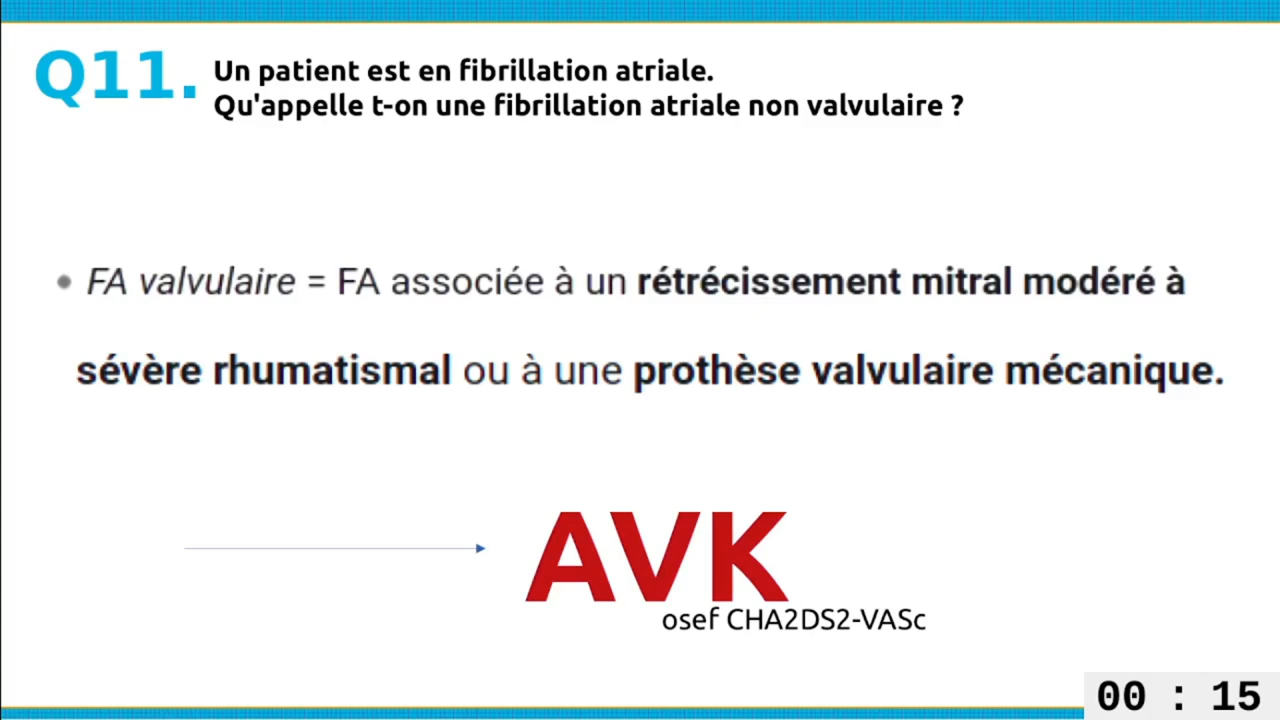 Q11.
Un patient est en fibrillation atriale.
Qu'appelle t-on une fibrillation atriale non valvulaire ?
• FA valvulaire = FA associée à un rétrécissement mitral modéré à
sévère rhumatismal ou à une prothèse valvulaire mécanique.
AVK
osef CHA2DS2-VASc
00 : 15